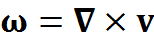 𝛚 = 𝛁 × 𝐯